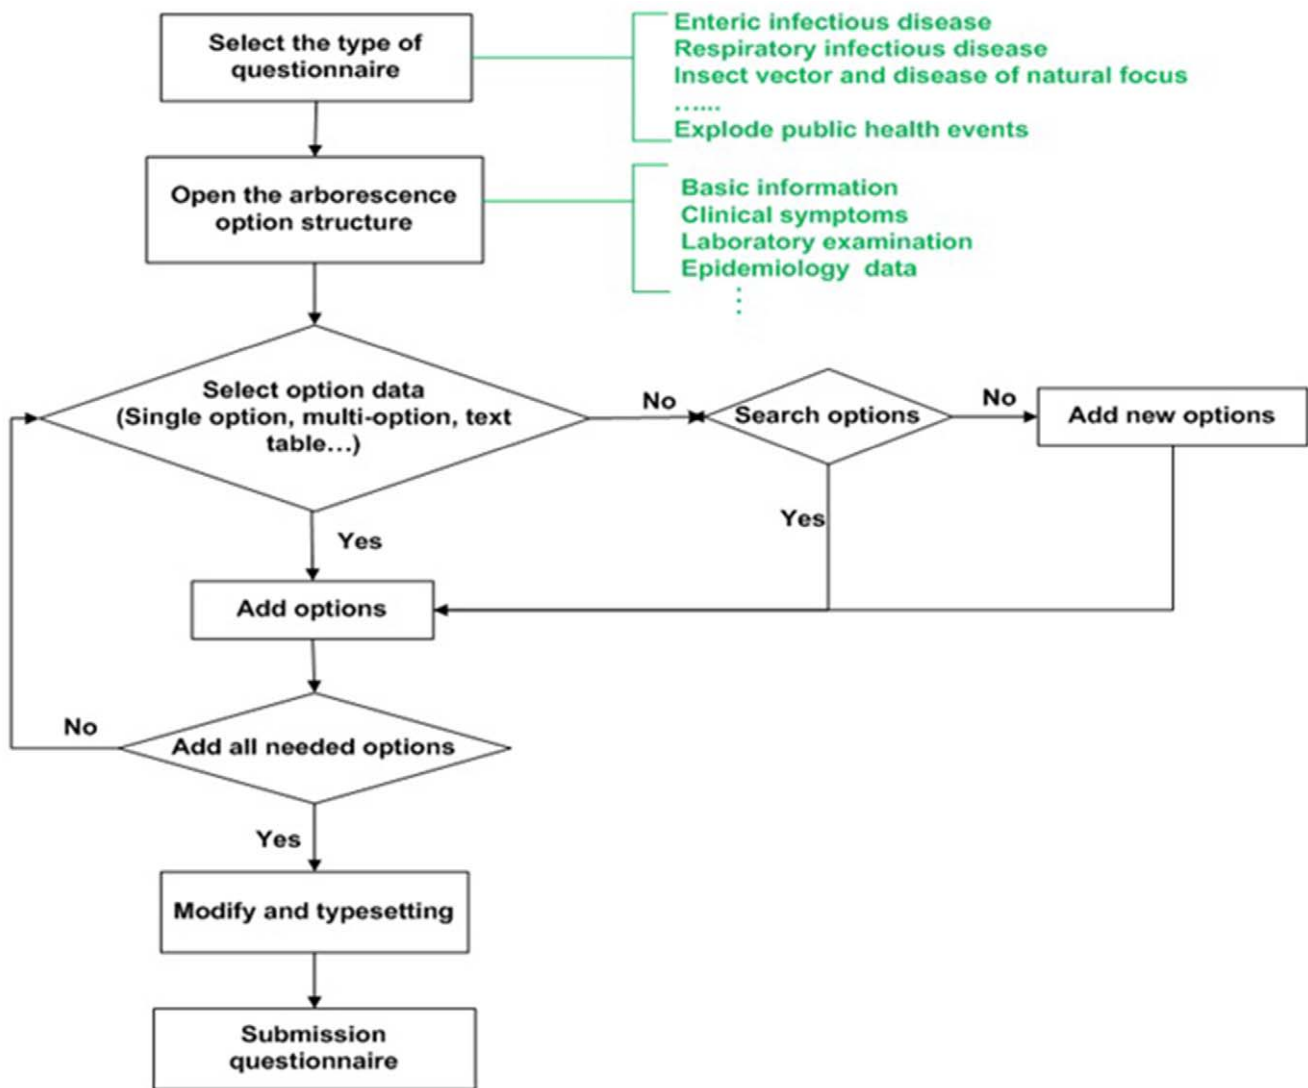 Select the type of
questionnaire
Enteric infectious disease
Respiratory infectious disease
Insect vector and disease of natural focus
......
Explode public health events
Open the arborescence
option structure
Basic information
Clinical symptoms
Laboratory examination
Epidemiology data
⋮
Select option data
(Single option, multi-option, text
table...)
No
Search options
No
Add new options
Yes
Yes
Add options
No
Add all needed options
Yes
Modify and typesetting
Submission
questionnaire